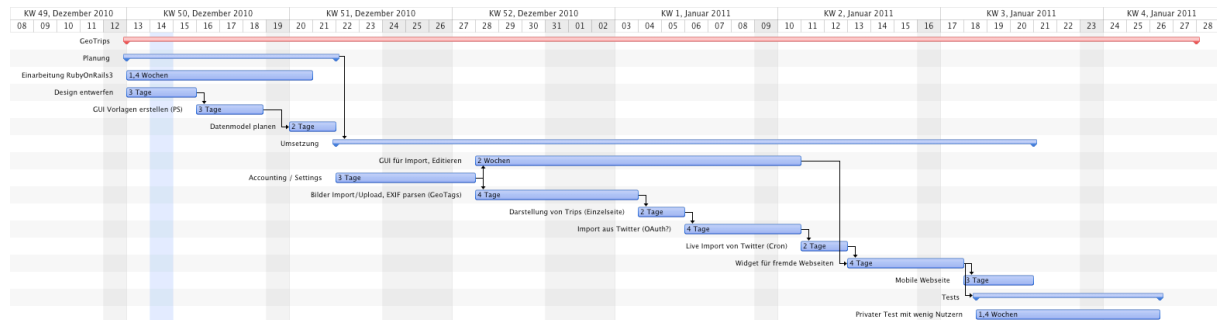 KW 49, Dezember 2010 KW 50, Dezember 2010 KW 51, Dezember 2010 KW 52, Dezember 2010 KW 1, Januar 2011 KW 2, Januar 2011 KW 3, Januar 2011 KW 4, Januar 2011
08 09 10 11 12 13 14 15 16 17 18 19 20 21 22 23 24 25 26 27 28 29 30 31 01 02 03 04 05 06 07 08 09 10 11 12 13 14 15 16 17 18 19 20 21 22 23 24 25 26 27 28
GeoTrips
Planung
Einarbeitung RubyOnRails3 1,4 Wochen
Design entwerfen 3 Tage
GUI Vorlagen erstellen (PS) 3 Tage
Datenmodel planen 2 Tage
Umsetzung
GUI für Import, Editieren 2 Wochen
Accounting / Settings 3 Tage
Bilder Import/Upload, EXIF parsen (GeoTags) 4 Tage
Darstellung von Trips (Einzelseite) 2 Tage
Import aus Twitter (OAuth?) 4 Tage
Live Import von Twitter (Cron) 2 Tage
Widget für fremde Webseiten 4 Tage
Mobile Webseite 3 Tage
Tests
Privater Test mit wenig Nutzern 1,4 Wochen